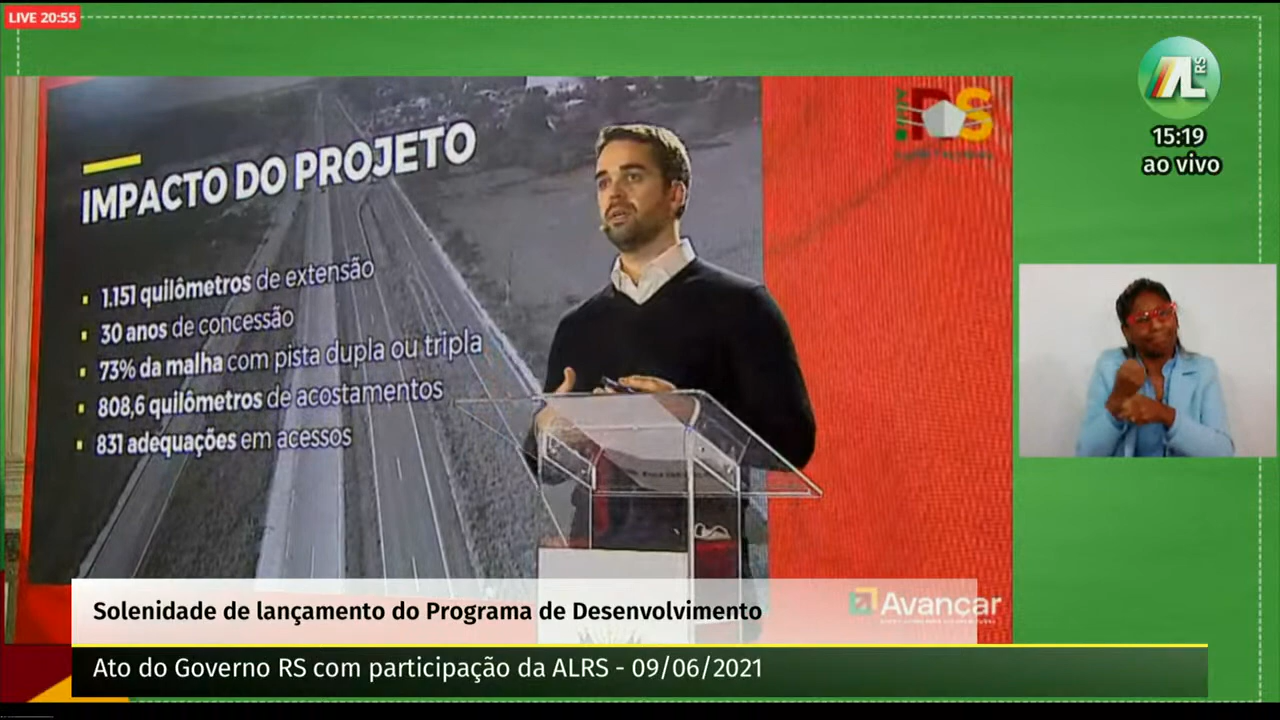 LIVE 20:55
AL RS
15:19
ao vivo
RS
IMPACTO DO PROJETO
1.151 quilômetros de extensão
30 anos de concessão
73% da malha com pista dupla ou tripla
808,6 quilômetros de acostamentos
831 adequações em acessos
Avançar
Solenidade de lançamento do Programa de Desenvolvimento
Ato do Governo RS com participação da ALRS - 09/06/2021